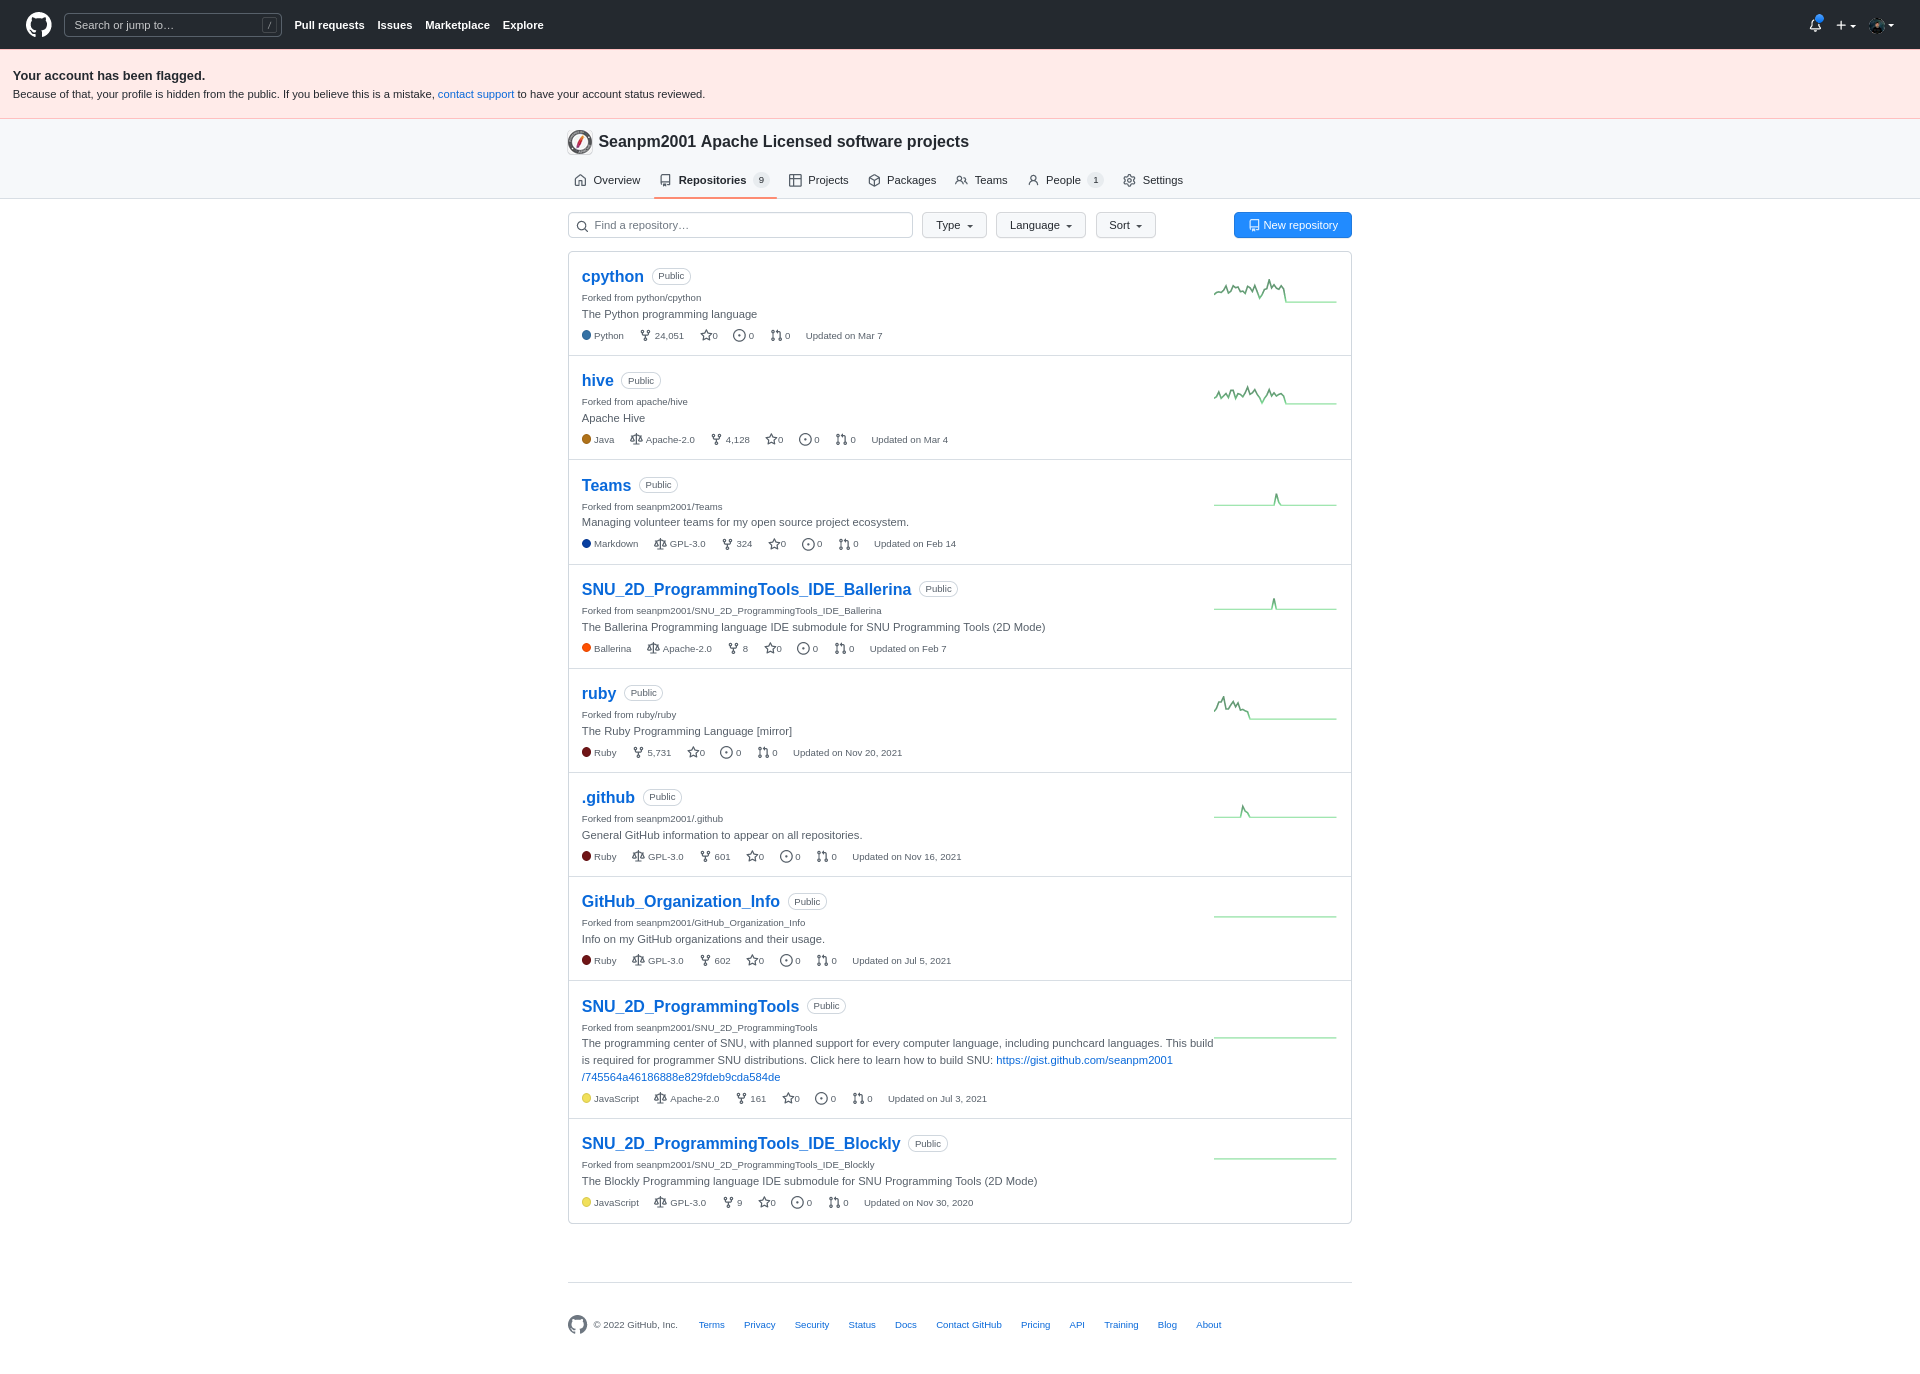 Search or jump to… /
Pull requests Issues Marketplace Explore
Your account has been flagged.
Because of that, your profile is hidden from the public. If you believe this is a mistake, contact support to have your account status reviewed.
Seanpm2001 Apache Licensed software projects
Overview Repositories 9 Projects Packages Teams People 1 Settings
Find a repository… Type Language Sort New repository
cpython Public
Forked from python/cpython
The Python programming language
Python 24,051 0 0 0 Updated on Mar 7
hive Public
Forked from apache/hive
Apache Hive
Java Apache-2.0 4,128 0 0 0 Updated on Mar 4
Teams Public
Forked from seanpm2001/Teams
Managing volunteer teams for my open source project ecosystem.
Markdown GPL-3.0 324 0 0 0 Updated on Feb 14
SNU_2D_ProgrammingTools_IDE_Ballerina Public
Forked from seanpm2001/SNU_2D_ProgrammingTools_IDE_Ballerina
The Ballerina Programming language IDE submodule for SNU Programming Tools (2D Mode)
Ballerina Apache-2.0 8 0 0 0 Updated on Feb 7
ruby Public
Forked from ruby/ruby
The Ruby Programming Language [mirror]
Ruby 5,731 0 0 0 Updated on Nov 20, 2021
.github Public
Forked from seanpm2001/.github
General GitHub information to appear on all repositories.
Ruby GPL-3.0 601 0 0 0 Updated on Nov 16, 2021
GitHub_Organization_Info Public
Forked from seanpm2001/GitHub_Organization_Info
Info on my GitHub organizations and their usage.
Ruby GPL-3.0 602 0 0 0 Updated on Jul 5, 2021
SNU_2D_ProgrammingTools Public
Forked from seanpm2001/SNU_2D_ProgrammingTools
The programming center of SNU, with planned support for every computer language, including punchcard languages. This build
is required for programmer SNU distributions. Click here to learn how to build SNU: https://gist.github.com/seanpm2001
/745564a46186888e829fdeb9cda584de
JavaScript Apache-2.0 161 0 0 0 Updated on Jul 3, 2021
SNU_2D_ProgrammingTools_IDE_Blockly Public
Forked from seanpm2001/SNU_2D_ProgrammingTools_IDE_Blockly
The Blockly Programming language IDE submodule for SNU Programming Tools (2D Mode)
JavaScript GPL-3.0 9 0 0 0 Updated on Nov 30, 2020
© 2022 GitHub, Inc. Terms Privacy Security Status Docs Contact GitHub Pricing API Training Blog About